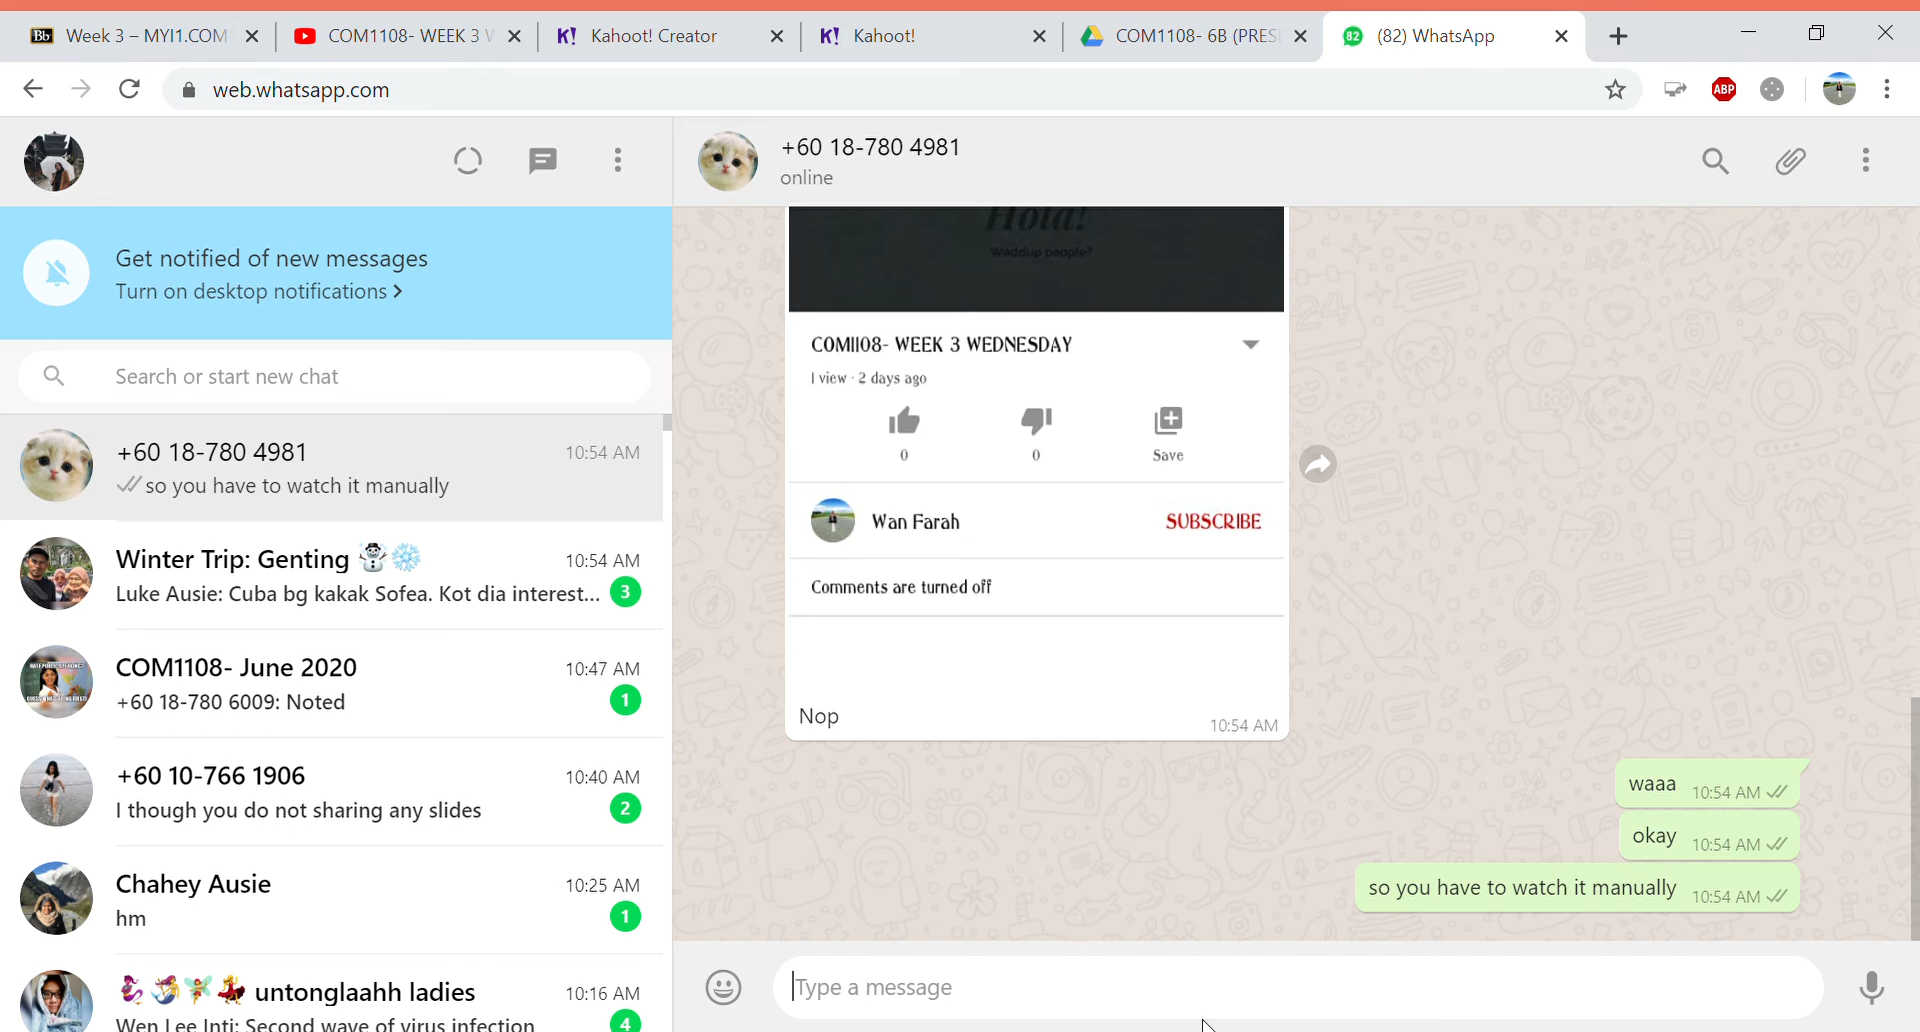 Week 3 – MYI1.COM
COM1108- WEEK 3 W
Kahoot! Creator
Kahoot!
COM1108- 6B (PRES
(82) WhatsApp
web.whatsapp.com
ABP
+60 18-780 4981
online
Get notified of new messages
Turn on desktop notifications
Search or start new chat
+60 18-780 4981
10:54 AM
so you have to watch it manually
Winter Trip: Genting ☃️❄️
10:54 AM
Luke Ausie: Cuba bg kakak Sofea. Kot dia interest...
3
COM1108- June 2020
10:47 AM
+60 18-780 6009: Noted
1
+60 10-766 1906
10:40 AM
I though you do not sharing any slides
2
Chahey Ausie
10:25 AM
hm
1
untonglaahh ladies
10:16 AM
Wen Lee Inti: Second wave of virus infection
4
Hola!
Waddup people?
COM1108- WEEK 3 WEDNESDAY
1 view · 2 days ago
0
0
Save
Wan Farah
SUBSCRIBE
Comments are turned off
Nop
10:54 AM
waaa 10:54 AM
okay 10:54 AM
so you have to watch it manually 10:54 AM
Type a message